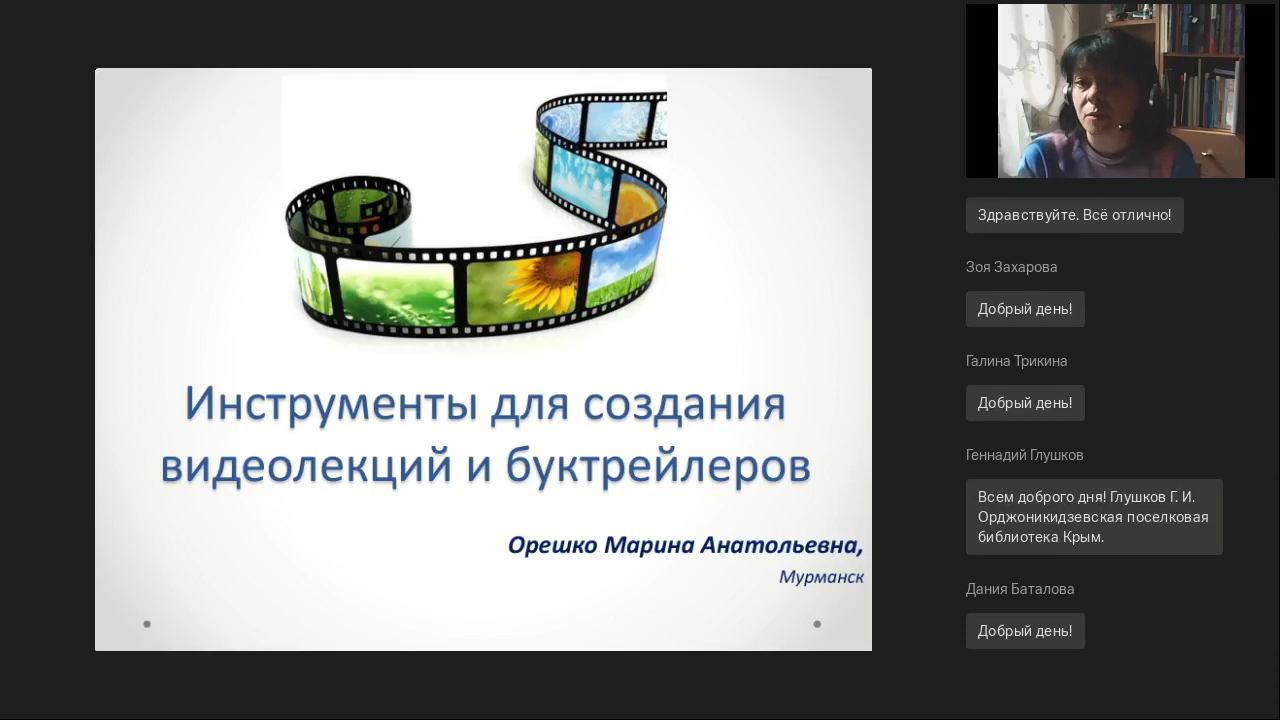 Инструменты для создания
видеолекций и буктрейлеров
Орешко Марина Анатольевна,
Мурманск
Здравствуйте. Всё отлично!
Зоя Захарова
Добрый день!
Галина Трикина
Добрый день!
Геннадий Глушков
Всем доброго дня! Глушков Г. И.
Орджоникидзевская поселковая
библиотека Крым.
Дания Баталова
Добрый день!